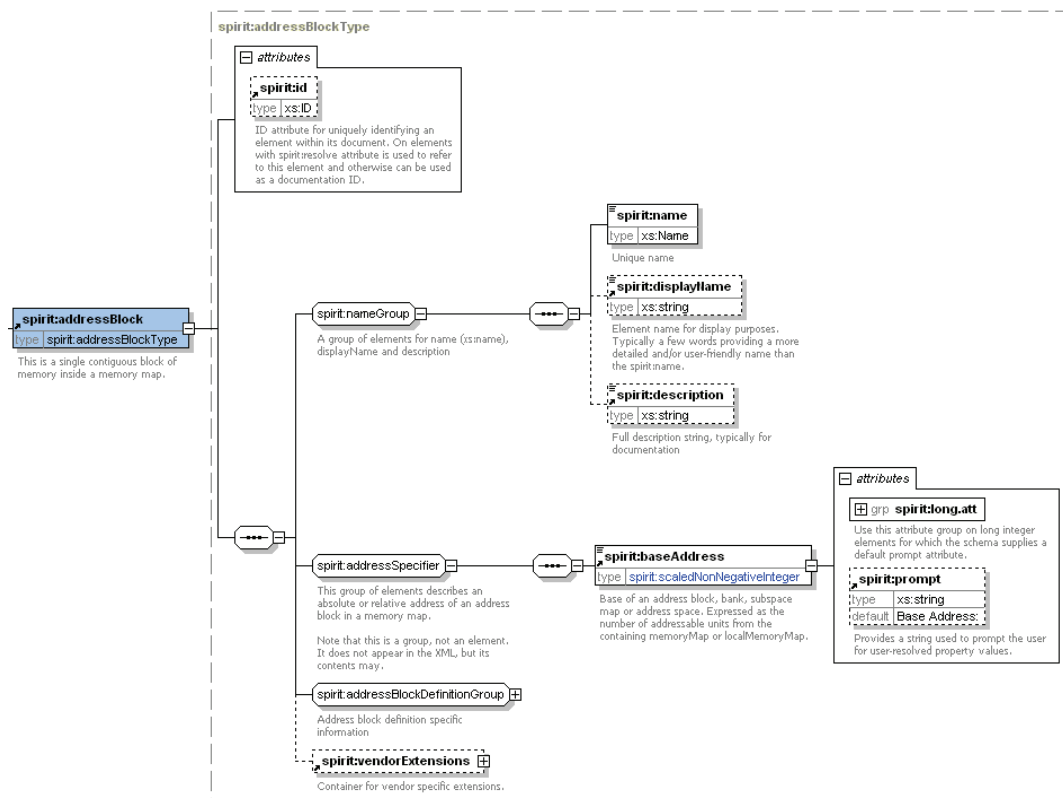 spirit:addressBlockType
attributes
spirit:id
type xs:ID
ID attribute for uniquely identifying an
element within its document. On elements
with spirit:resolve attribute is used to refer
to this element and otherwise can be used
as a documentation ID.
spirit:addressBlock
type spirit:addressBlockType
This is a single contiguous block of
memory inside a memory map.
spirit:nameGroup
A group of elements for name (xs:name),
displayName and description
spirit:name
type xs:Name
Unique name
spirit:displayName
type xs:string
Element name for display purposes.
Typically a few words providing a more
detailed and/or user-friendly name than
the spirit:name.
spirit:description
type xs:string
Full description string, typically for
documentation
spirit:addressSpecifier
This group of elements describes an
absolute or relative address of an address
block in a memory map.
Note that this is a group, not an element.
It does not appear in the XML, but its
contents may.
spirit:baseAddress
type spirit:scaledNonNegativeInteger
Base of an address block, bank, subspace
map or address space. Expressed as the
number of addressable units from the
containing memoryMap or localMemoryMap.
attributes
grp spirit:long.att
Use this attribute group on long integer
elements for which the schema supplies a
default prompt attribute.
spirit:prompt
type xs:string
default Base Address:
Provides a string used to prompt the user
for user-resolved property values.
spirit:addressBlockDefinitionGroup
Address block definition specific
information
spirit:vendorExtensions
Container for vendor specific extensions.